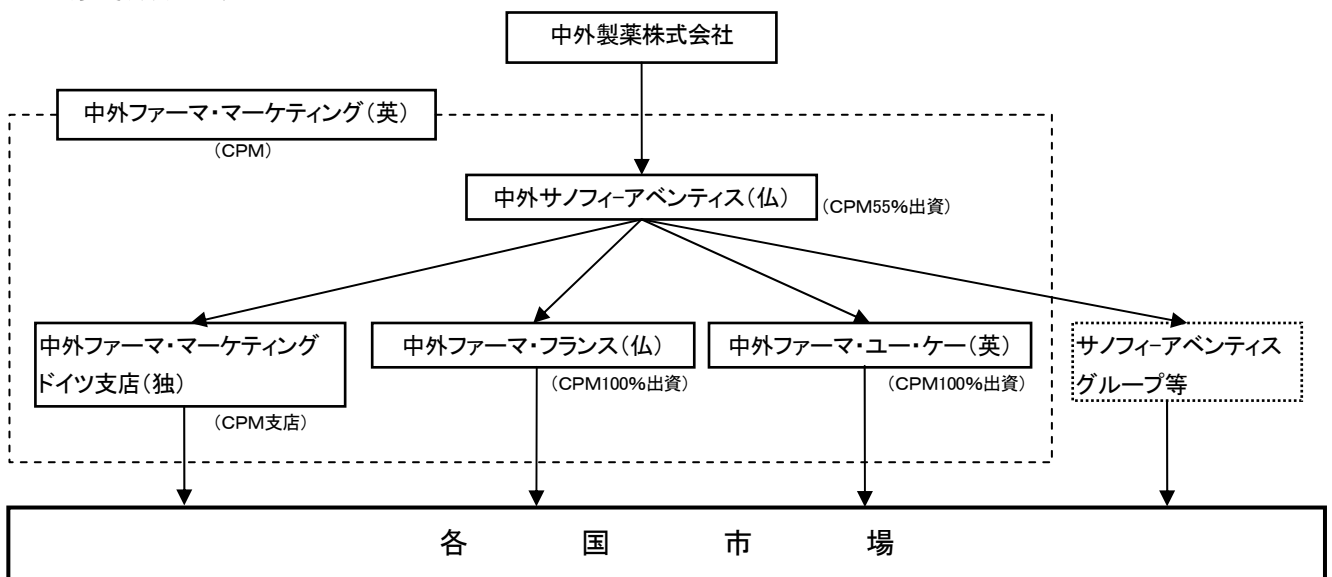 中外製薬株式会社
中外ファーマ・マーケティング(英)
(CPM)
中外サノフィ-アベンティス(仏)
(CPM55%出資)
中外ファーマ・マーケティング
ドイツ支店(独)
(CPM支店)
中外ファーマ・フランス(仏)
(CPM100%出資)
中外ファーマ・ユー・ケー(英)
(CPM100%出資)
サノフィ-アベンティス
グループ等
各 国 市 場